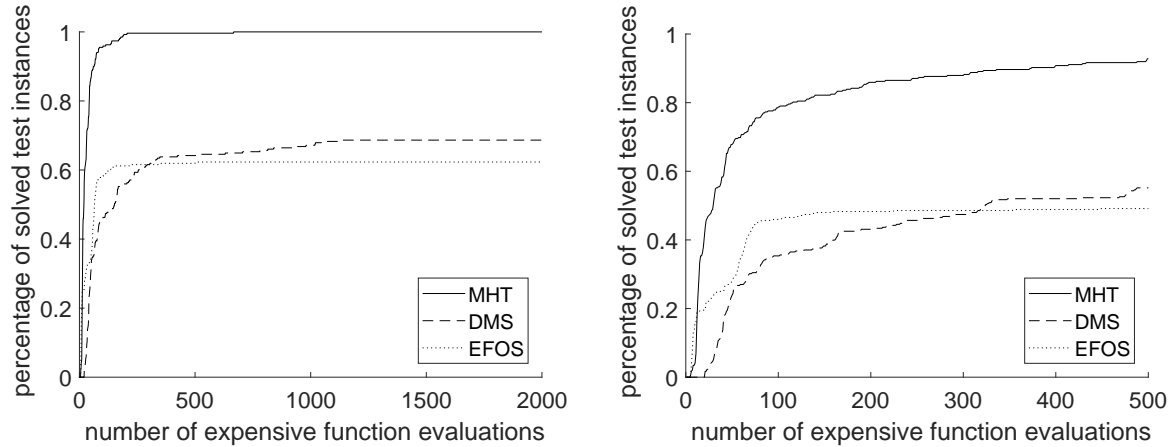 percentage of solved test instances
1
0.8
0.6
0.4
0.2
0
0 500 1000 1500 2000
number of expensive function evaluations
MHT
DMS
EFOS
percentage of solved test instances
1
0.8
0.6
0.4
0.2
0
0 100 200 300 400 500
number of expensive function evaluations
MHT
DMS
EFOS